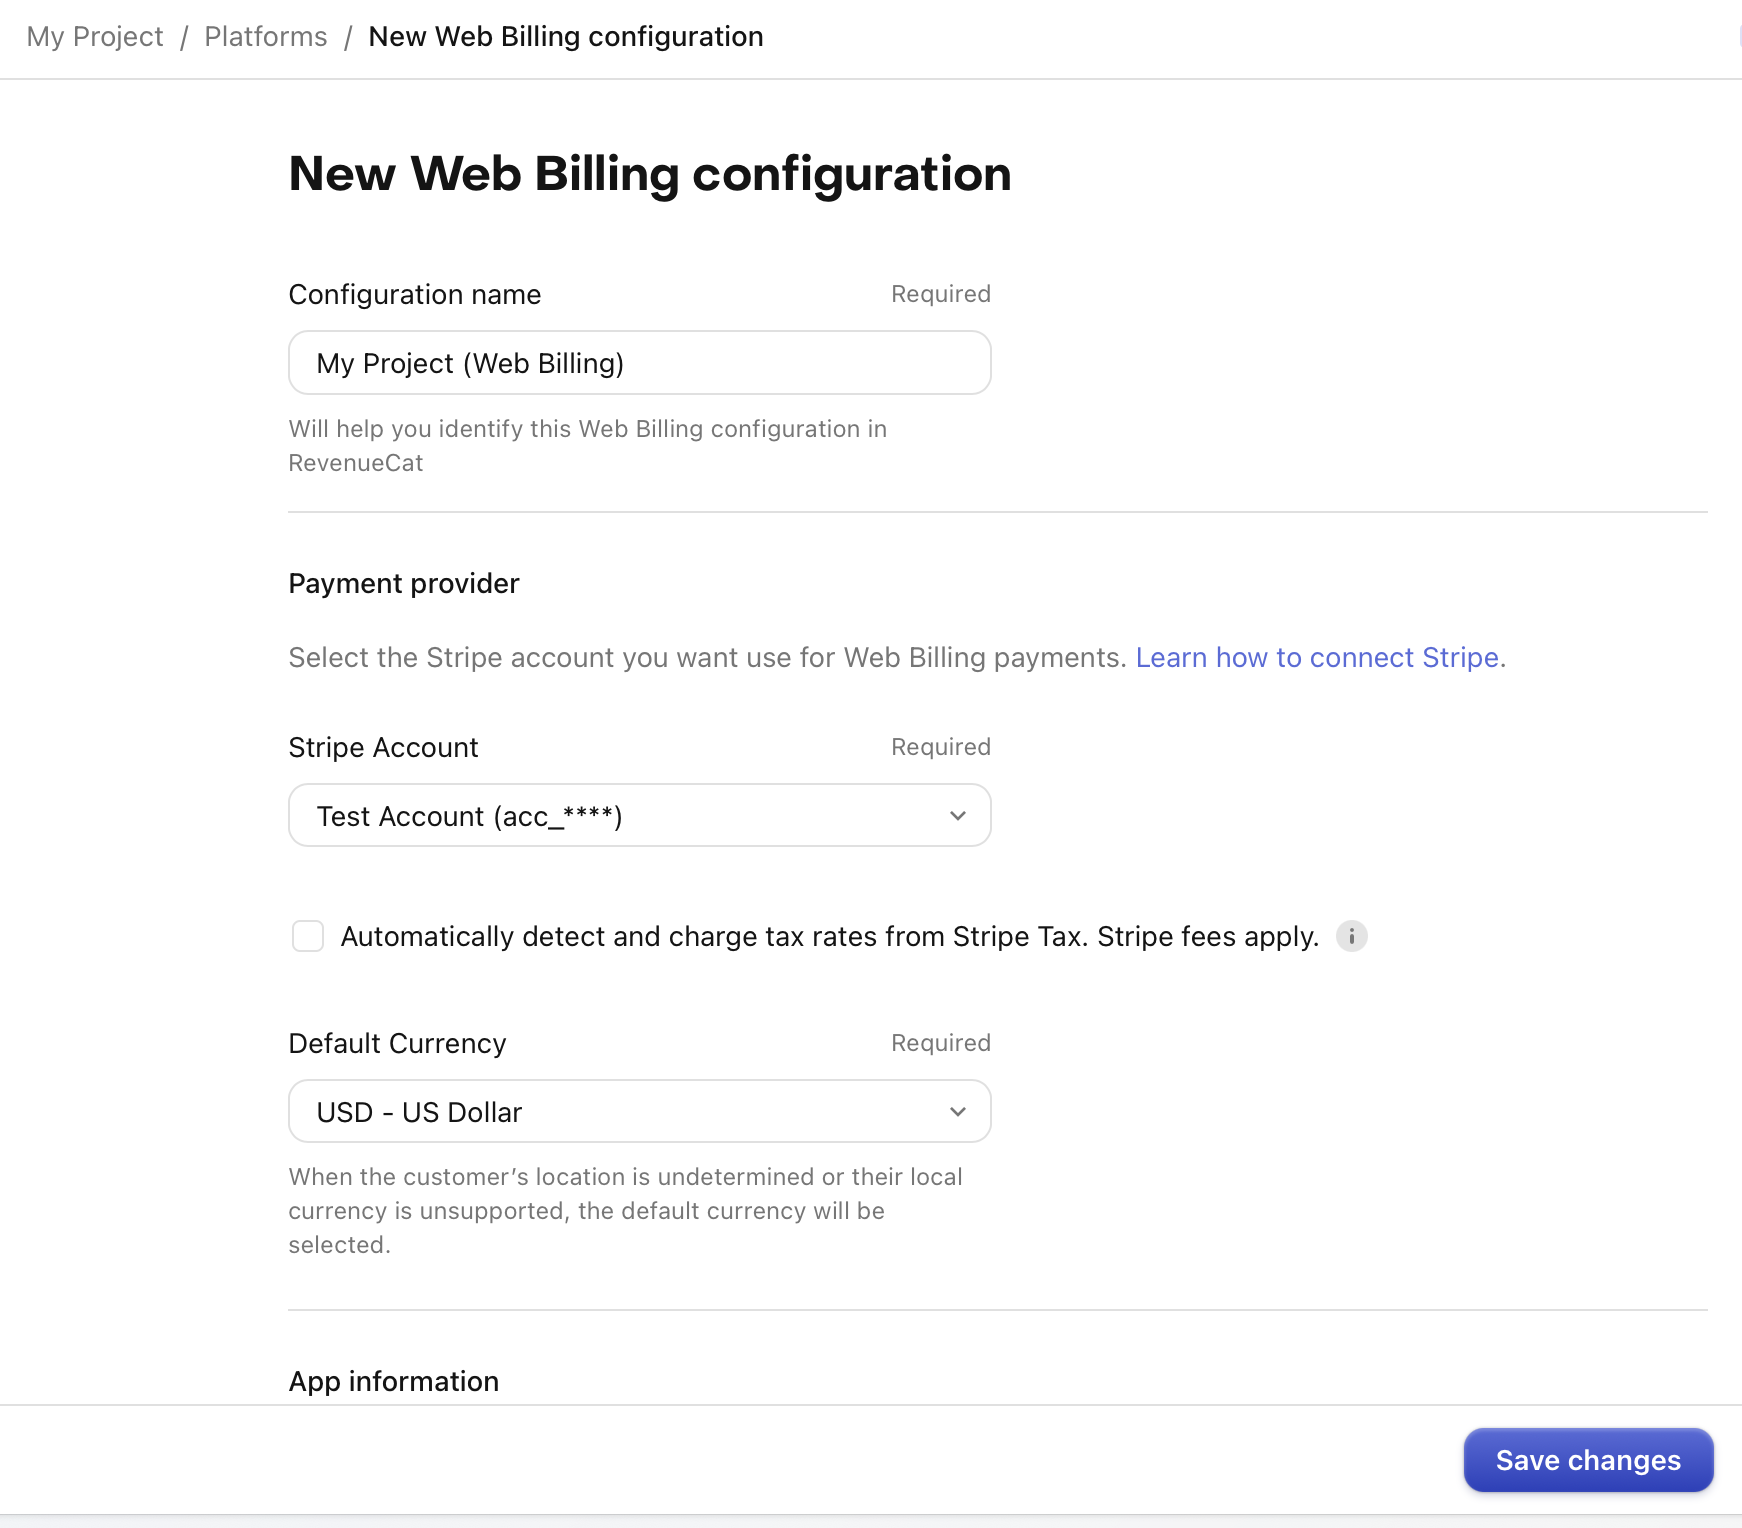 My Project / Platforms / New Web Billing configuration
New Web Billing configuration
Configuration name Required
My Project (Web Billing)
Will help you identify this Web Billing configuration in
RevenueCat
Payment provider
Select the Stripe account you want use for Web Billing payments. Learn how to connect Stripe.
Stripe Account Required
Test Account (acc_****)
Automatically detect and charge tax rates from Stripe Tax. Stripe fees apply.
Default Currency Required
USD - US Dollar
When the customer’s location is undetermined or their local
currency is unsupported, the default currency will be
selected.
App information
Save changes